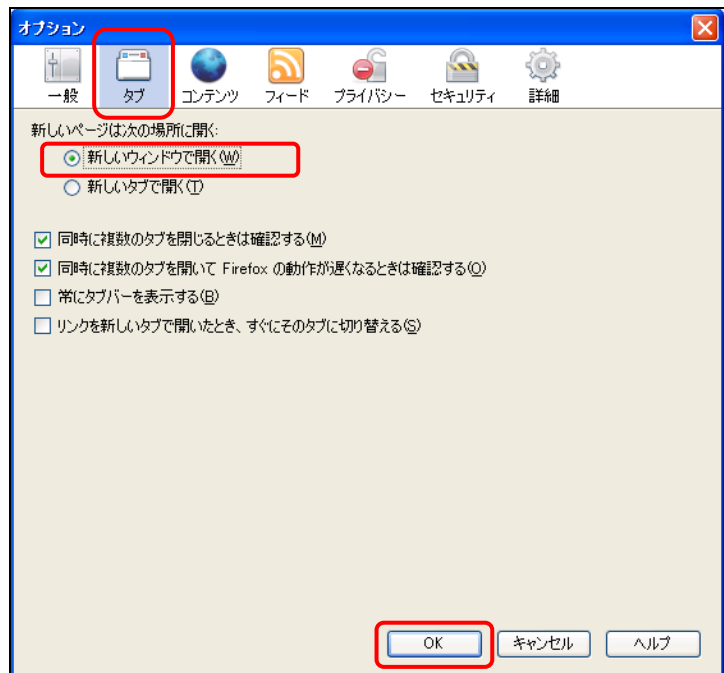 オプション
一般 タブ コンテンツ フィード プライバシー セキュリティ 詳細
新しいページは次の場所に開く:
新しいウィンドウで開く(W)
新しいタブで開く(T)
同時に複数のタブを閉じるときは確認する(M)
同時に複数のタブを開いて Firefox の動作が遅くなるときは確認する(O)
常にタブバーを表示する(B)
リンクを新しいタブで開いたとき、すぐにそのタブに切り替える(S)
OK キャンセル ヘルプ